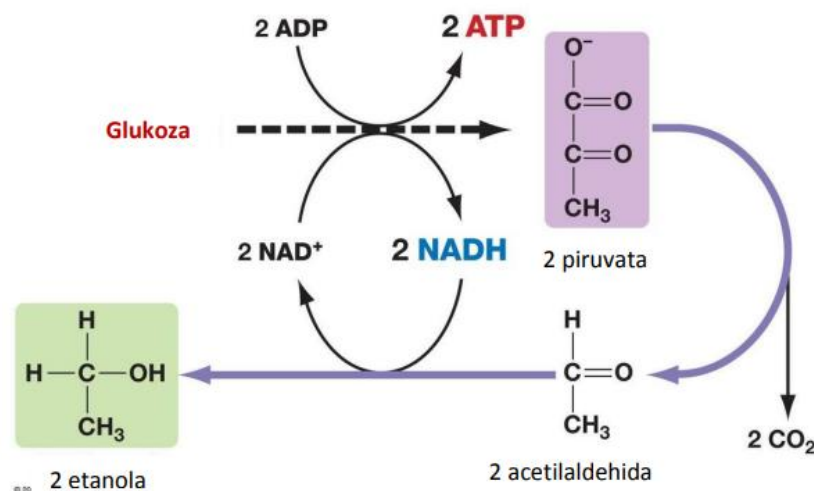 2 ADP
2 ATP
Glukoza
O⁻
C=O
C=O
CH₃
2 NAD⁺
2 NADH
2 piruvata
H
H—C—OH
CH₃
H
C=O
CH₃
2 CO₂
2 etanola
2 acetilaldehida